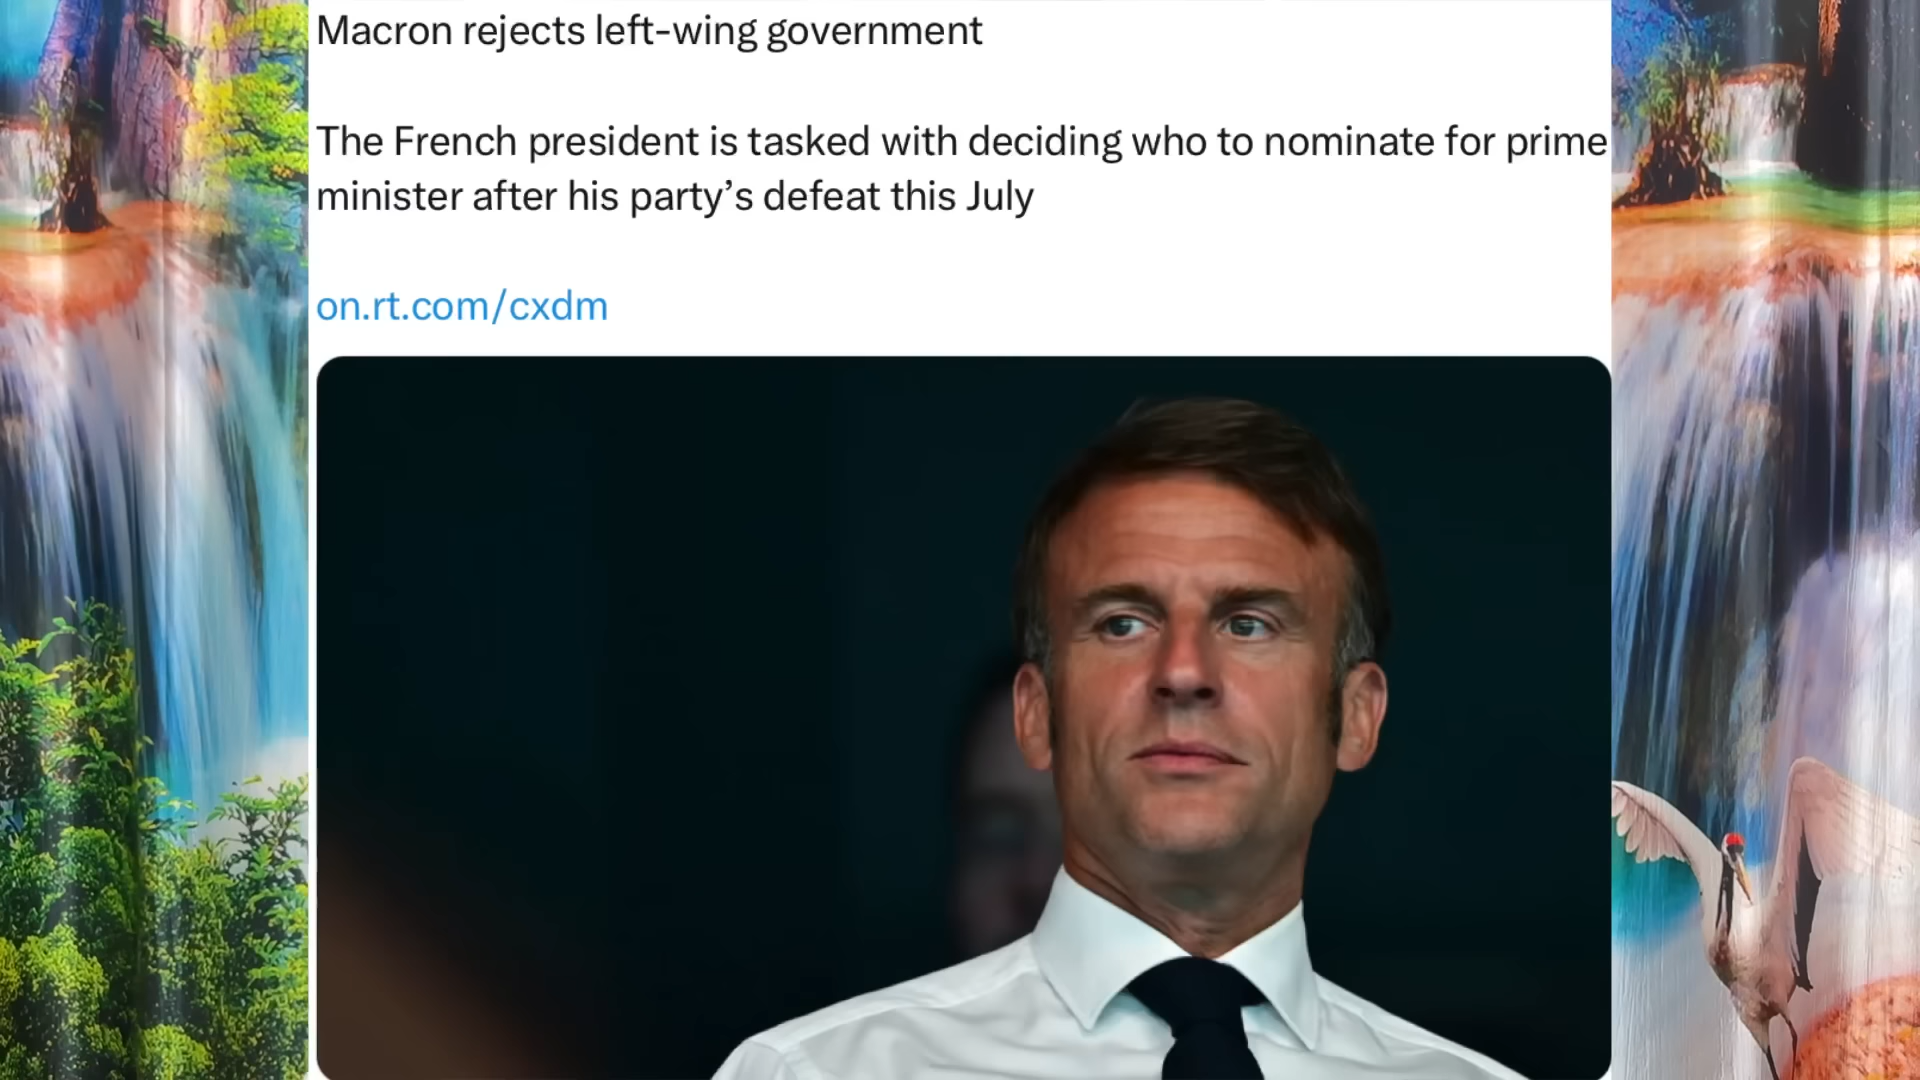 Macron rejects left-wing government
The French president is tasked with deciding who to nominate for prime
minister after his party’s defeat this July
on.rt.com/cxdm